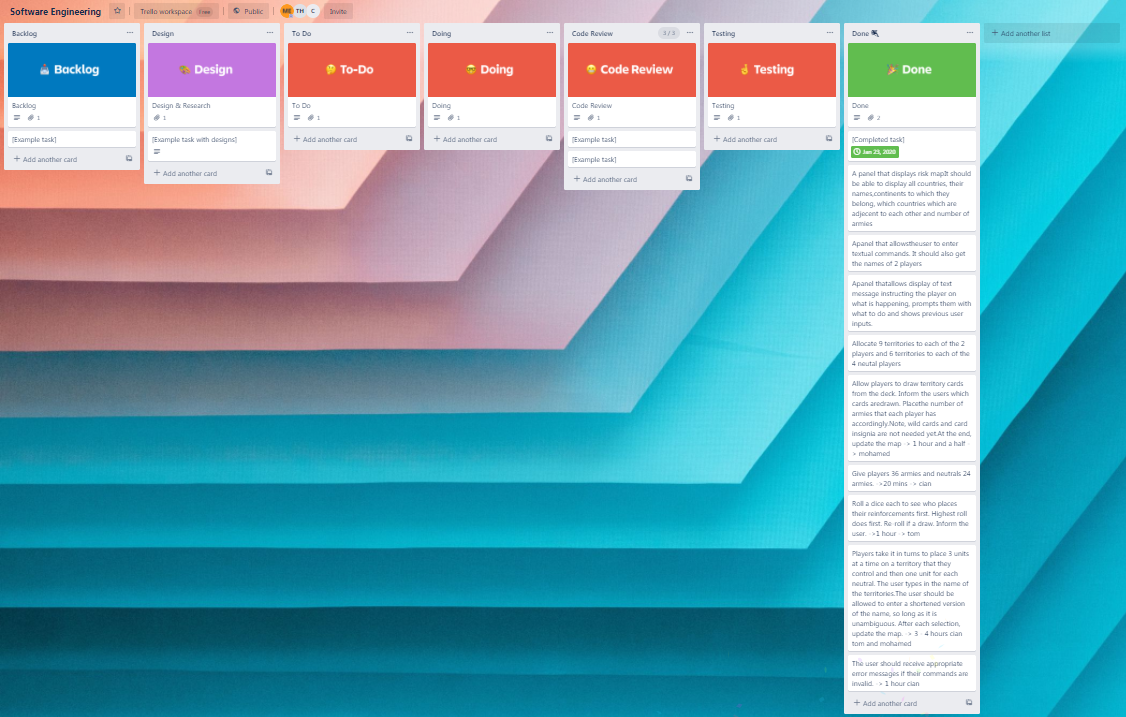 Software Engineering
Trello workspace Free
Public
ME TH C
Invite
Backlog
Backlog
Backlog
1
[Example task]
+ Add another card
Design
Design
Design & Research
1
[Example task with designs]
+ Add another card
To Do
To-Do
To Do
1
+ Add another card
Doing
Doing
Doing
1
+ Add another card
Code Review
3 / 3
Code Review
Code Review
1
[Example task]
[Example task]
+ Add another card
Testing
Testing
Testing
1
+ Add another card
Done
Done
Done
2
[Completed task]
Jan 23, 2020
A panel that displays risk mapIt should
be able to display all countries, their
names,continents to which they
belong, which countries which are
adjecent to each other and number of
armies
Apanel that allowstheuser to enter
textual commands. It should also get
the names of 2 players
Apanel thatallows display of text
message instructing the player on
what is happening, prompts them with
what to do and shows previous user
inputs.
Allocate 9 territories to each of the 2
players and 6 territories to each of the
4 neutal players
Allow players to draw territory cards
from the deck. Inform the users which
cards aredrawn. Placethe number of
armies that each player has
accordingly.Note, wild cards and card
insignia are not needed yet.At the end,
update the map -> 1 hour and a half -
> mohamed
Give players 36 armies and neutrals 24
armies. ->20 mins -> cian
Roll a dice each to see who places
their reinforcements first. Highest roll
does first. Re-roll if a draw. Inform the
user. ->1 hour -> tom
Players take it in turns to place 3 units
at a time on a territory that they
control and then one unit for each
neutral. The user types in the name of
the territories.The user should be
allowed to enter a shortened version
of the name, so long as it is
unambiguous. After each selection,
update the map. -> 3 - 4 hours cian
tom and mohamed
The user should receive appropriate
error messages if their commands are
invalid. -> 1 hour cian
+ Add another card
+ Add another list